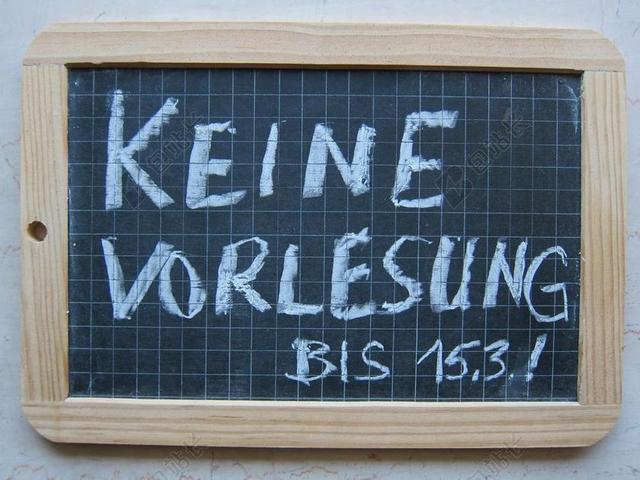 KEINE
VORLESUNG
BIS 15.3.!